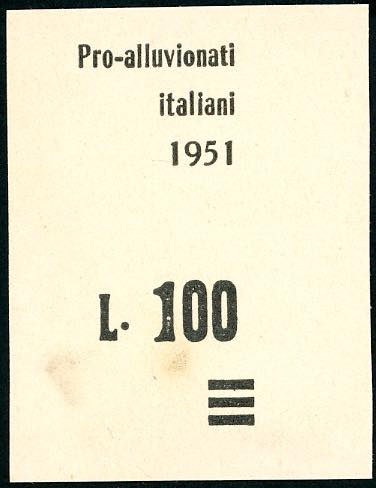 Pro-alluvionati
italiani
1951
L. 100